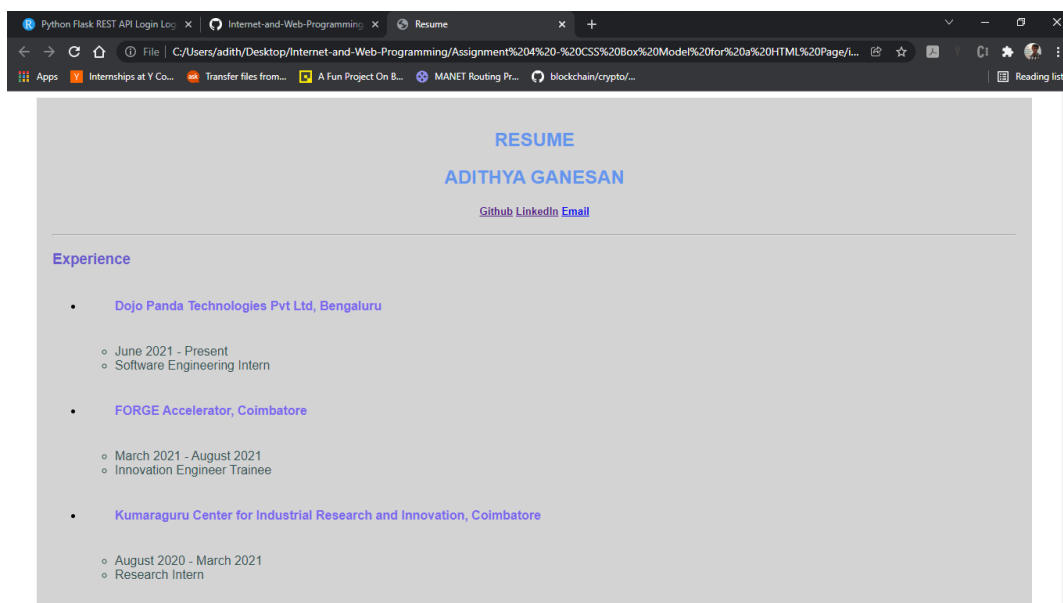 Python Flask REST API Login Log
Internet-and-Web-Programming
Resume
File | C:/Users/adith/Desktop/Internet-and-Web-Programming/Assignment%204%20-%20CSS%20Box%20Model%20for%20a%20HTML%20Page/i...
Apps Internships at Y Co... Transfer files from... A Fun Project On B... MANET Routing Pr... blockchain/crypto/... Reading list
RESUME
ADITHYA GANESAN
Github LinkedIn Email
Experience
Dojo Panda Technologies Pvt Ltd, Bengaluru
June 2021 - Present
Software Engineering Intern
FORGE Accelerator, Coimbatore
March 2021 - August 2021
Innovation Engineer Trainee
Kumaraguru Center for Industrial Research and Innovation, Coimbatore
August 2020 - March 2021
Research Intern